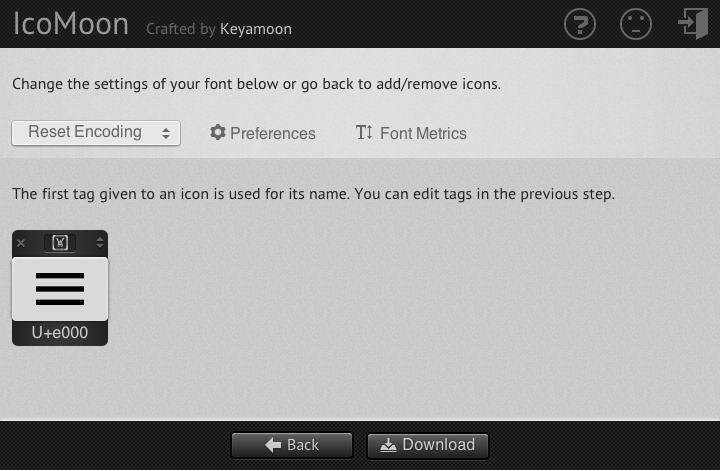 IcoMoon Crafted by Keyamoon
Change the settings of your font below or go back to add/remove icons.
Reset Encoding Preferences Font Metrics
The first tag given to an icon is used for its name. You can edit tags in the previous step.
U+e000
Back Download